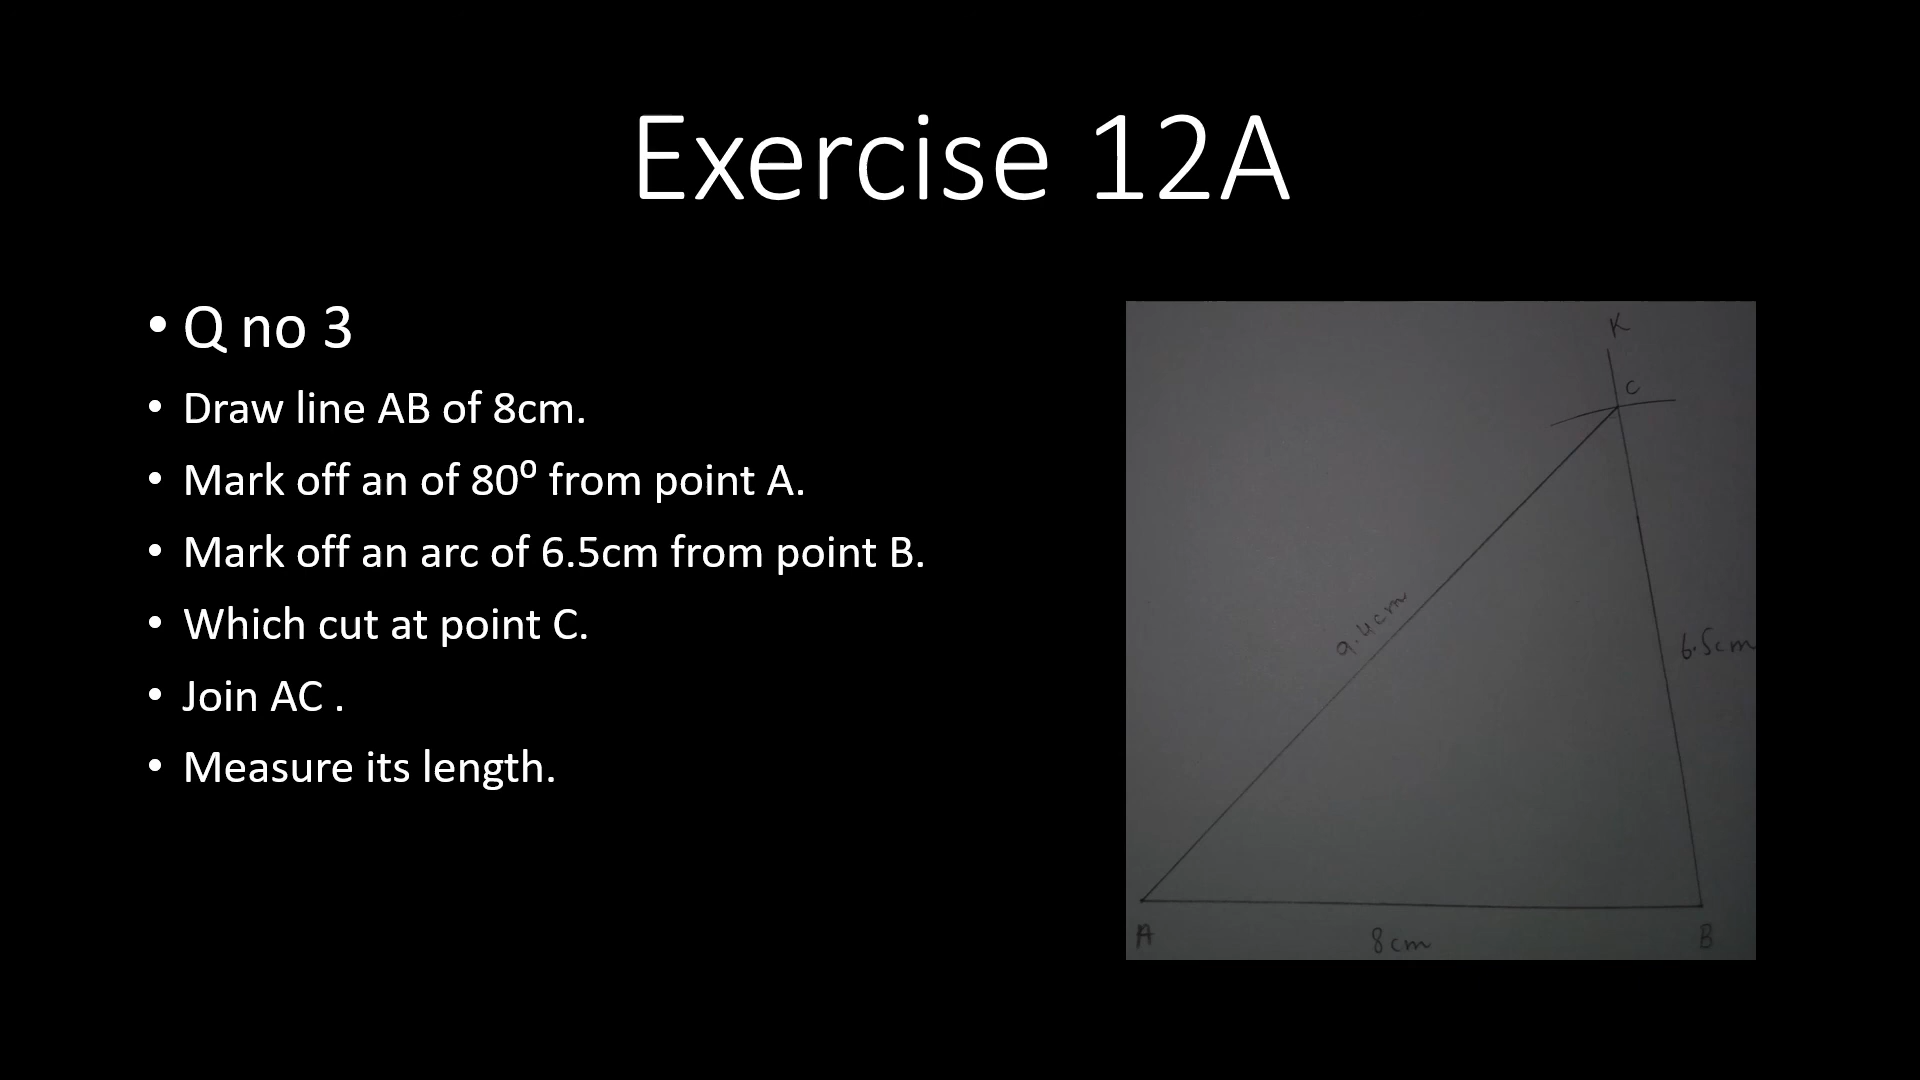 Exercise 12A
• Q no 3
• Draw line AB of 8cm.
• Mark off an of 80⁰ from point A.
• Mark off an arc of 6.5cm from point B.
• Which cut at point C.
• Join AC .
• Measure its length.
K
C
9.4cm
6.5cm
A
8cm
B